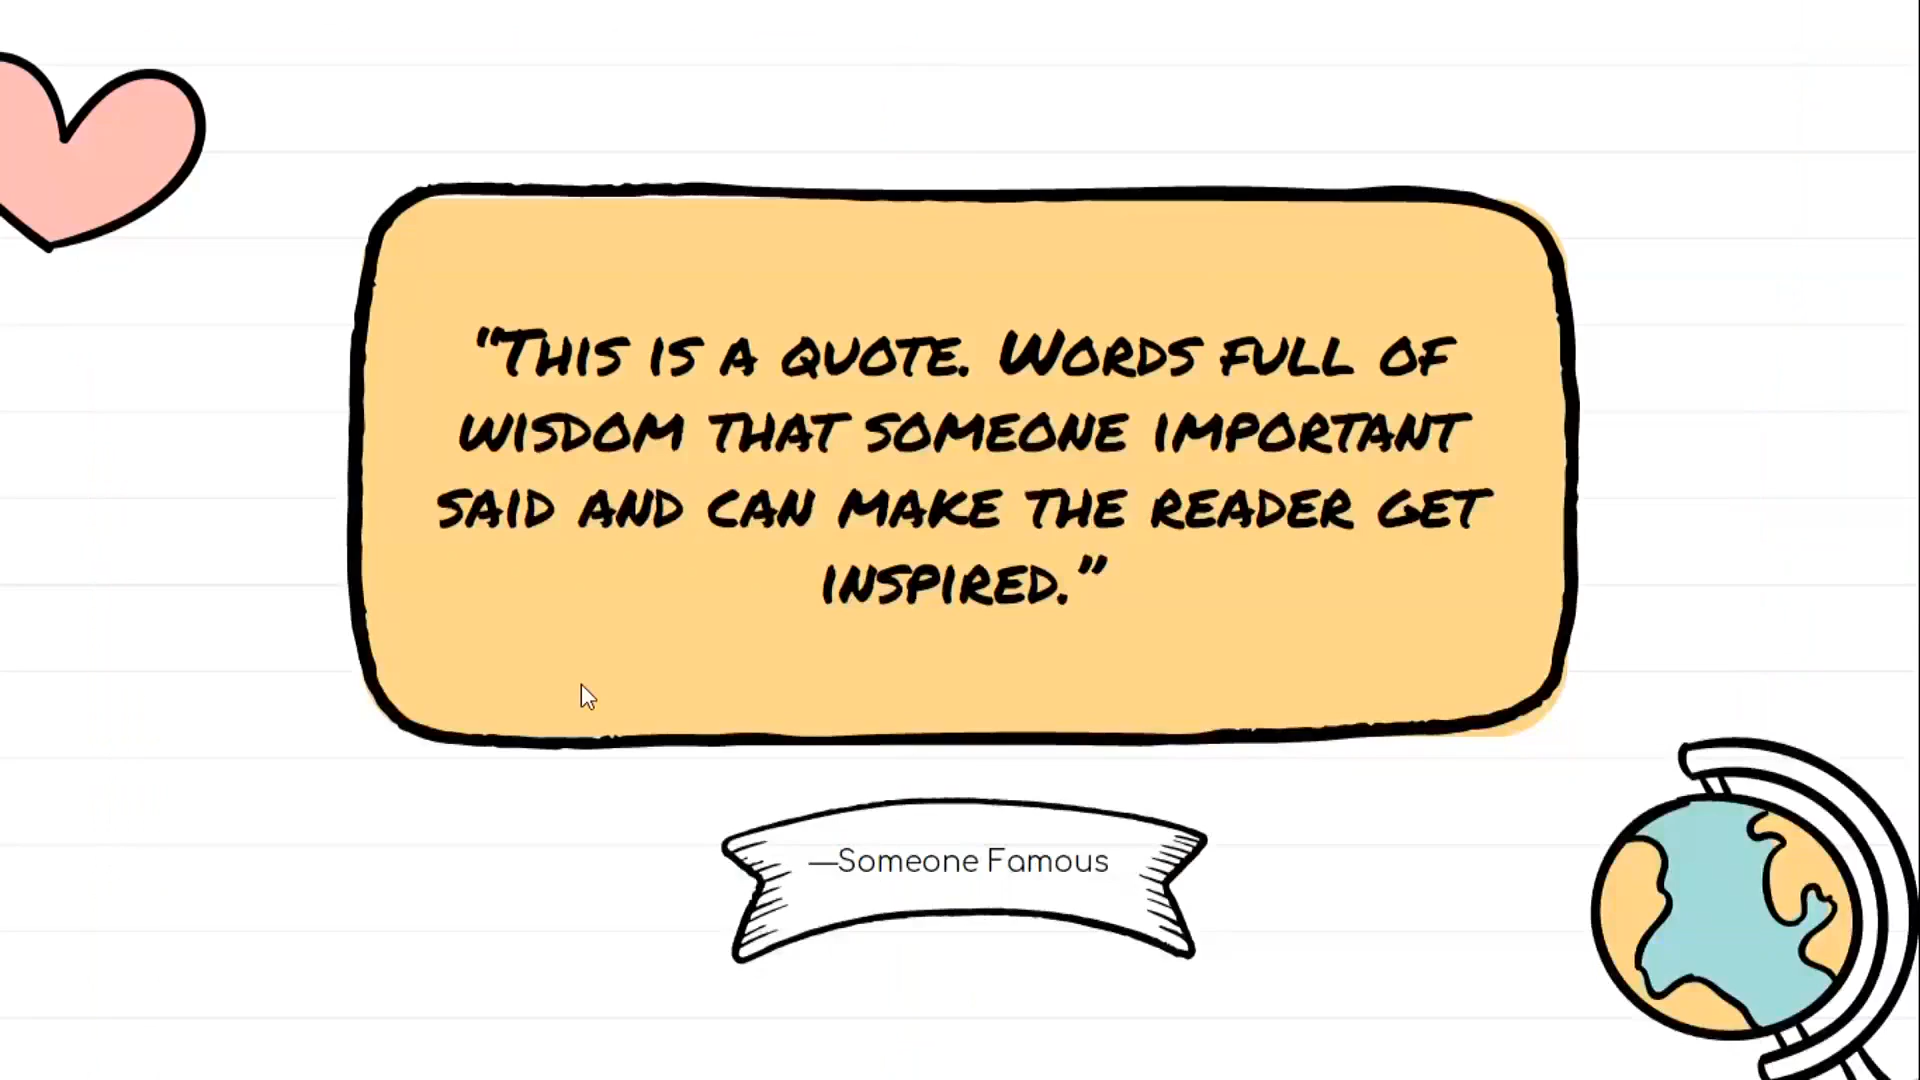 “This is a quote. Words full of
wisdom that someone important
said and can make the reader get
inspired.”
—Someone Famous